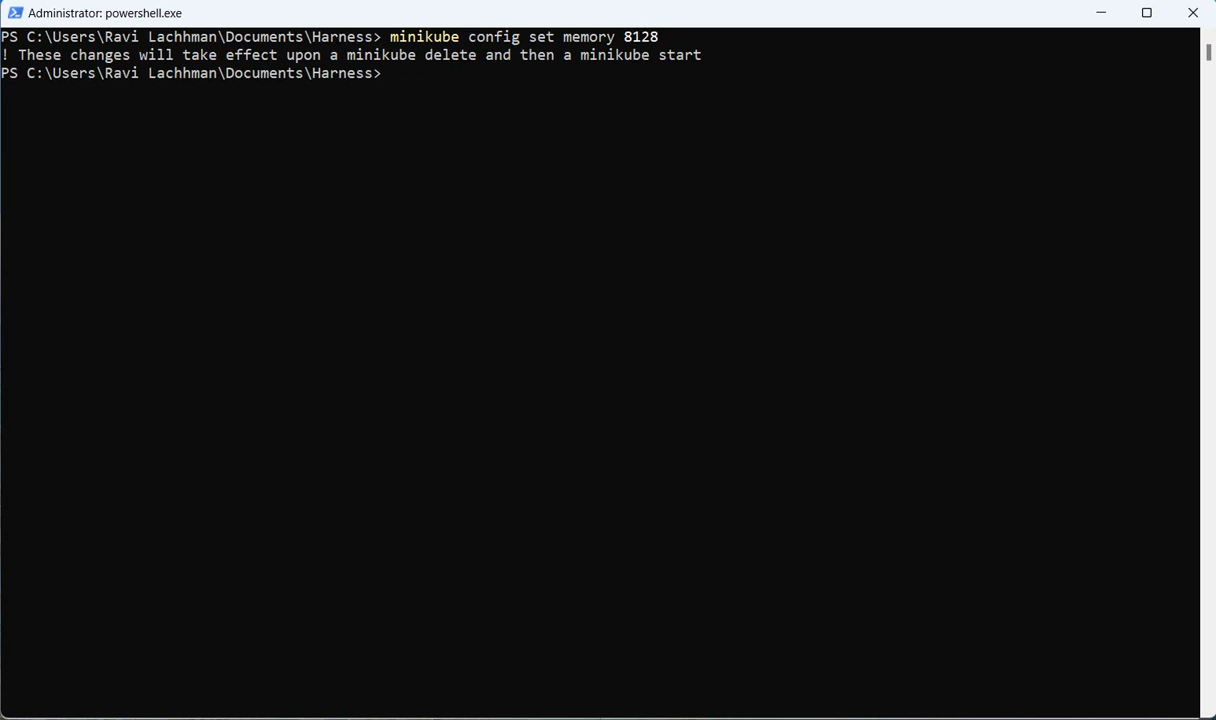 Administrator: powershell.exe
PS C:\Users\Ravi Lachhman\Documents\Harness> minikube config set memory 8128
! These changes will take effect upon a minikube delete and then a minikube start
PS C:\Users\Ravi Lachhman\Documents\Harness>